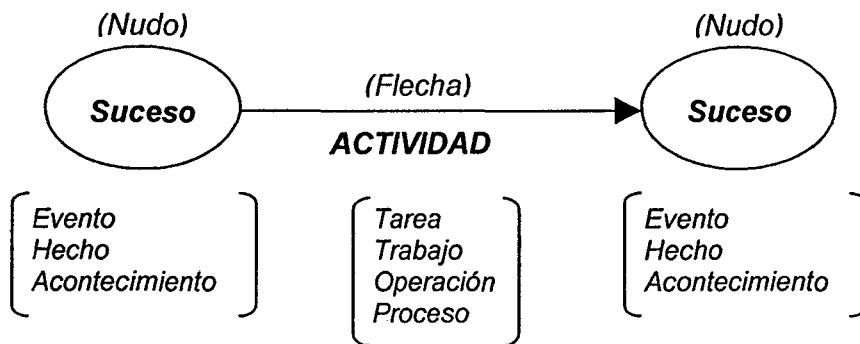 (Nudo)
(Nudo)
(Flecha)
Suceso
Suceso
ACTIVIDAD
Evento
Hecho
Acontecimiento
Tarea
Trabajo
Operación
Proceso
Evento
Hecho
Acontecimiento